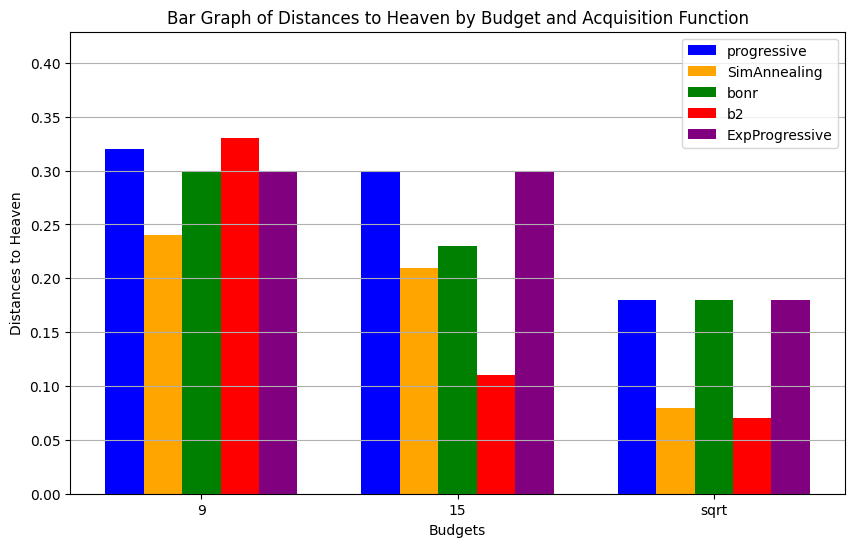 Bar Graph of Distances to Heaven by Budget and Acquisition Function
progressive
SimAnnealing
bonr
b2
ExpProgressive
Distances to Heaven
0.40
0.35
0.30
0.25
0.20
0.15
0.10
0.05
0.00
9
15
sqrt
Budgets